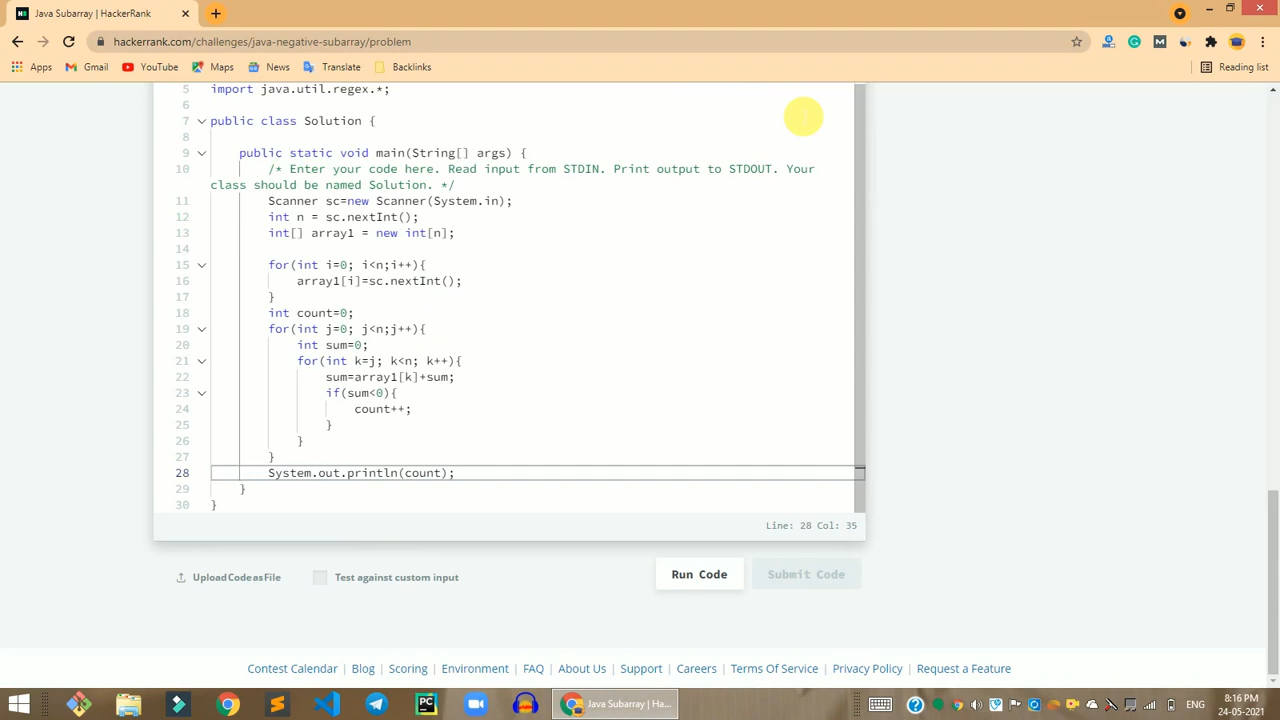 Java Subarray | HackerRank
hackerrank.com/challenges/java-negative-subarray/problem
Apps Gmail YouTube Maps News Translate Backlinks Reading list
5 import java.util.regex.*;
6
7 public class Solution {
8
9 public static void main(String[] args) {
10 /* Enter your code here. Read input from STDIN. Print output to STDOUT. Your
class should be named Solution. */
11 Scanner sc=new Scanner(System.in);
12 int n = sc.nextInt();
13 int[] array1 = new int[n];
14
15 for(int i=0; i<n;i++){
16 array1[i]=sc.nextInt();
17 }
18 int count=0;
19 for(int j=0; j<n;j++){
20 int sum=0;
21 for(int k=j; k<n; k++){
22 sum=array1[k]+sum;
23 if(sum<0){
24 count++;
25 }
26 }
27 }
28 System.out.println(count);
29 }
30 }
Line: 28 Col: 35
Upload Code as File Test against custom input Run Code Submit Code
Contest Calendar | Blog | Scoring | Environment | FAQ | About Us | Support | Careers | Terms Of Service | Privacy Policy | Request a Feature
Java Subarray | Ha...
ENG
8:16 PM
24-05-2021